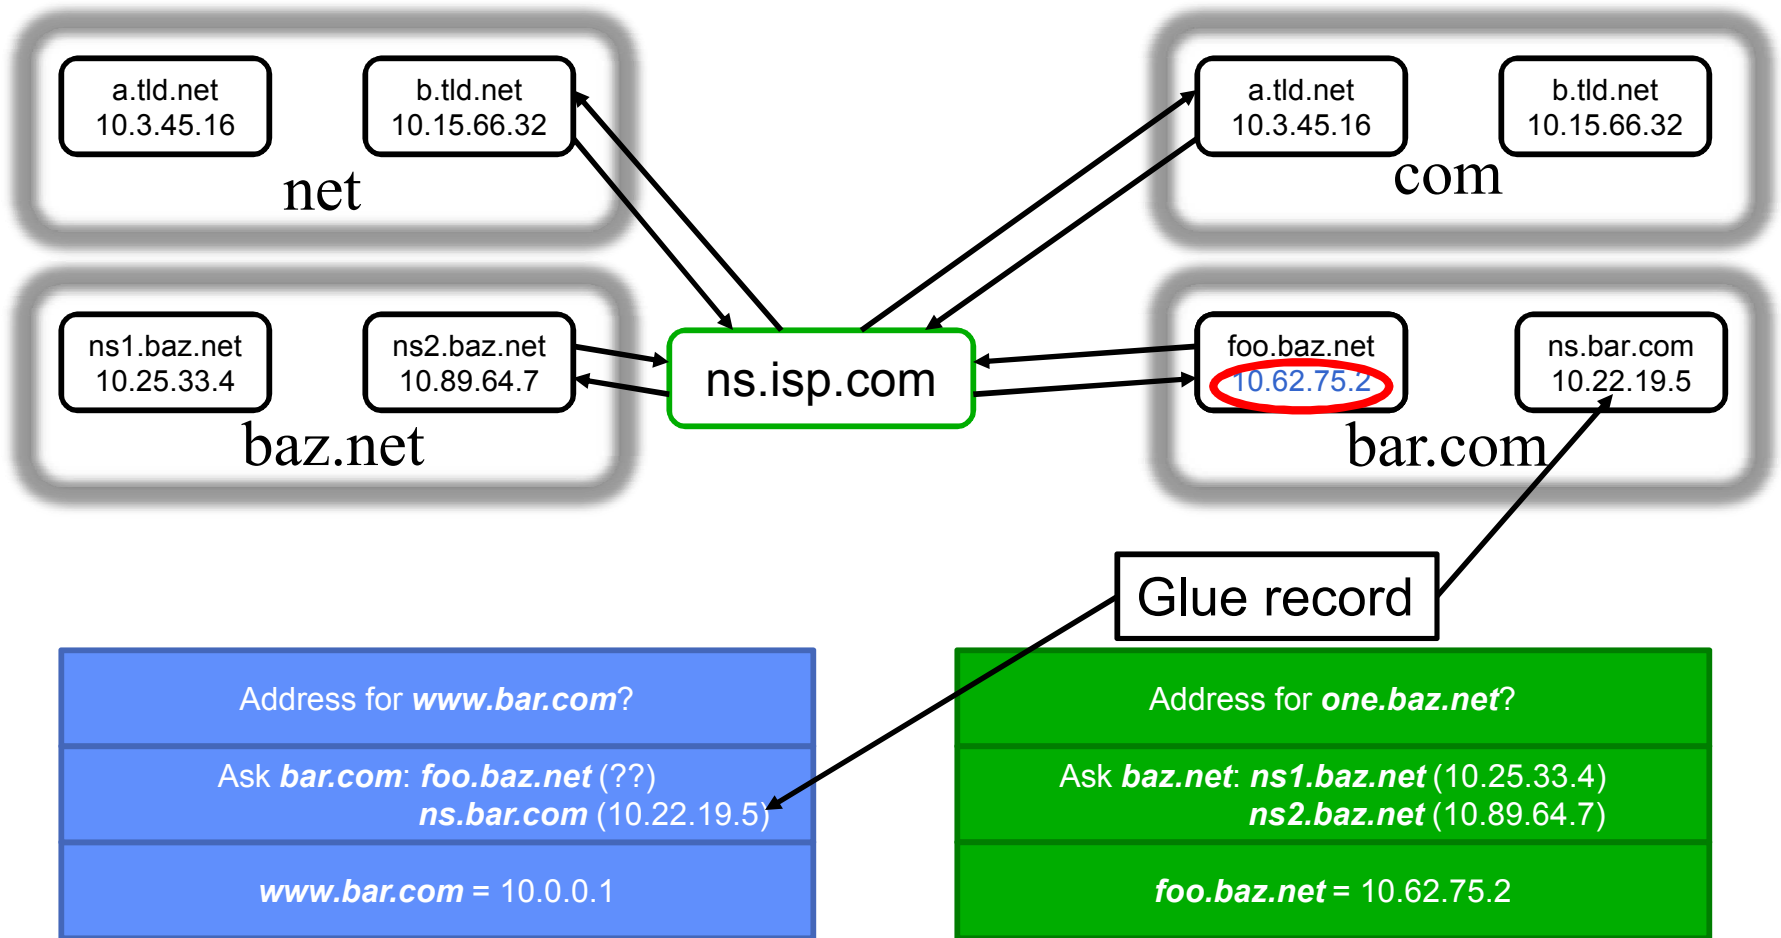 a.tld.net
10.3.45.16
b.tld.net
10.15.66.32
net
a.tld.net
10.3.45.16
b.tld.net
10.15.66.32
com
ns1.baz.net
10.25.33.4
ns2.baz.net
10.89.64.7
baz.net
ns.isp.com
foo.baz.net
10.62.75.2
ns.bar.com
10.22.19.5
bar.com
Glue record
Address for www.bar.com?
Ask bar.com: foo.baz.net (??)
ns.bar.com (10.22.19.5)
www.bar.com = 10.0.0.1
Address for one.baz.net?
Ask baz.net: ns1.baz.net (10.25.33.4)
ns2.baz.net (10.89.64.7)
foo.baz.net = 10.62.75.2